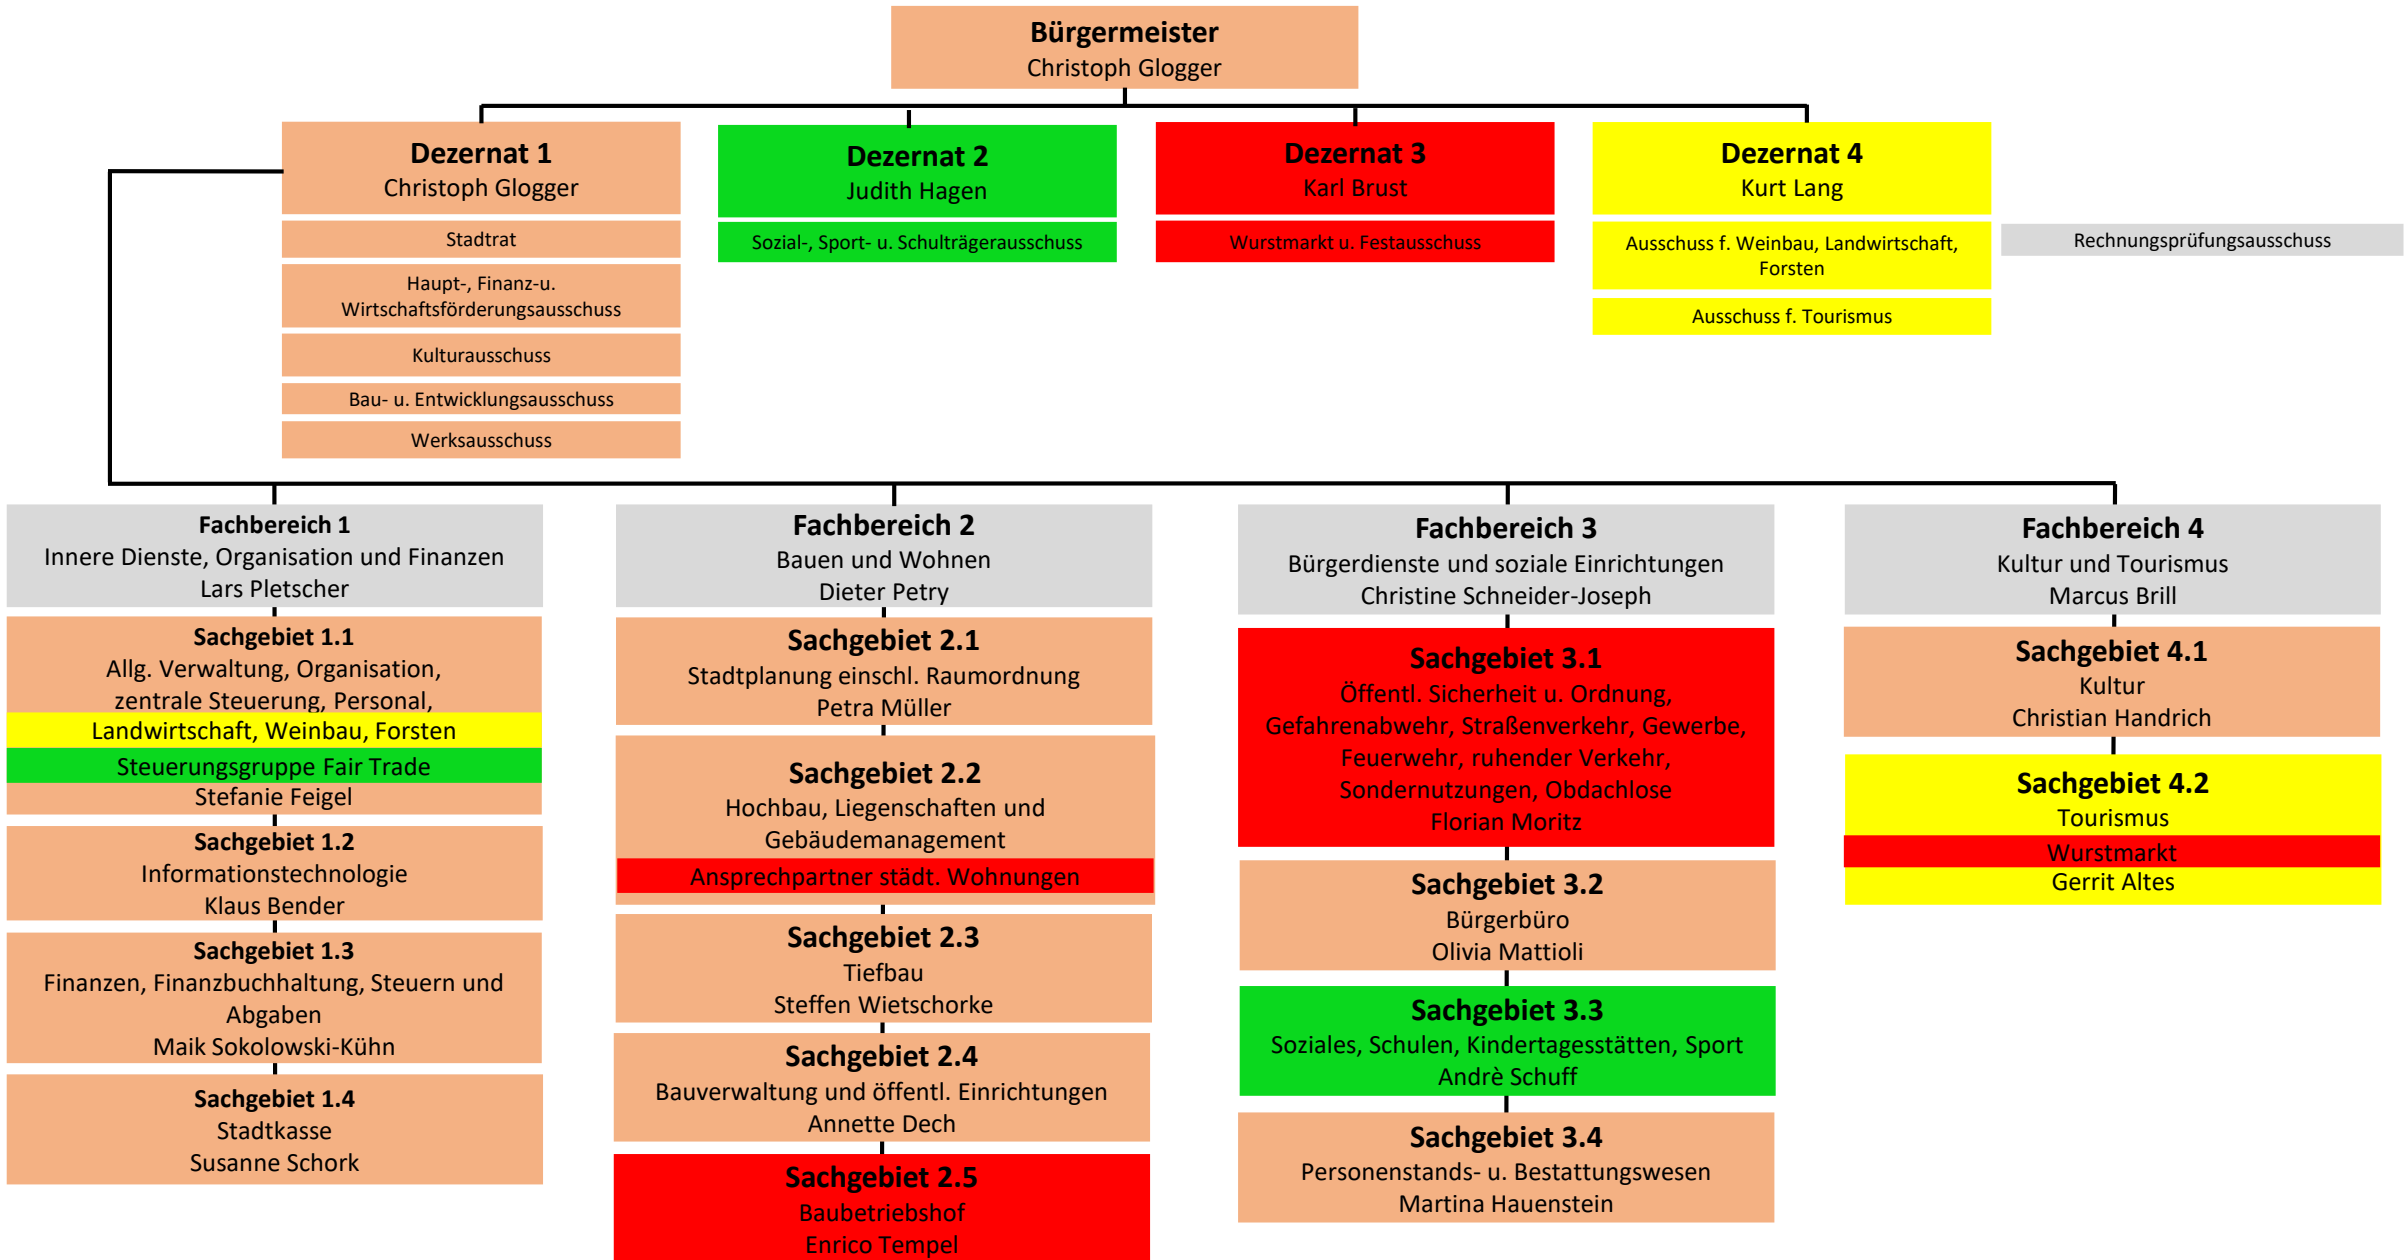 Bürgermeister
Christoph Glogger
Dezernat 1
Christoph Glogger
Stadtrat
Haupt-, Finanz-u.
Wirtschaftsförderungsausschuss
Kulturausschuss
Bau- u. Entwicklungsausschuss
Werksausschuss
Dezernat 2
Judith Hagen
Sozial-, Sport- u. Schulträgerausschuss
Dezernat 3
Karl Brust
Wurstmarkt u. Festausschuss
Dezernat 4
Kurt Lang
Ausschuss f. Weinbau, Landwirtschaft,
Forsten
Ausschuss f. Tourismus
Rechnungsprüfungsausschuss
Fachbereich 1
Innere Dienste, Organisation und Finanzen
Lars Pletscher
Sachgebiet 1.1
Allg. Verwaltung, Organisation,
zentrale Steuerung, Personal,
Landwirtschaft, Weinbau, Forsten
Steuerungsgruppe Fair Trade
Stefanie Feigel
Sachgebiet 1.2
Informationstechnologie
Klaus Bender
Sachgebiet 1.3
Finanzen, Finanzbuchhaltung, Steuern und
Abgaben
Maik Sokolowski-Kühn
Sachgebiet 1.4
Stadtkasse
Susanne Schork
Fachbereich 2
Bauen und Wohnen
Dieter Petry
Sachgebiet 2.1
Stadtplanung einschl. Raumordnung
Petra Müller
Sachgebiet 2.2
Hochbau, Liegenschaften und
Gebäudemanagement
Ansprechpartner städt. Wohnungen
Sachgebiet 2.3
Tiefbau
Steffen Wietschorke
Sachgebiet 2.4
Bauverwaltung und öffentl. Einrichtungen
Annette Dech
Sachgebiet 2.5
Baubetriebshof
Enrico Tempel
Fachbereich 3
Bürgerdienste und soziale Einrichtungen
Christine Schneider-Joseph
Sachgebiet 3.1
Öffentl. Sicherheit u. Ordnung,
Gefahrenabwehr, Straßenverkehr, Gewerbe,
Feuerwehr, ruhender Verkehr,
Sondernutzungen, Obdachlose
Florian Moritz
Sachgebiet 3.2
Bürgerbüro
Olivia Mattioli
Sachgebiet 3.3
Soziales, Schulen, Kindertagesstätten, Sport
Andrè Schuff
Sachgebiet 3.4
Personenstands- u. Bestattungswesen
Martina Hauenstein
Fachbereich 4
Kultur und Tourismus
Marcus Brill
Sachgebiet 4.1
Kultur
Christian Handrich
Sachgebiet 4.2
Tourismus
Wurstmarkt
Gerrit Altes